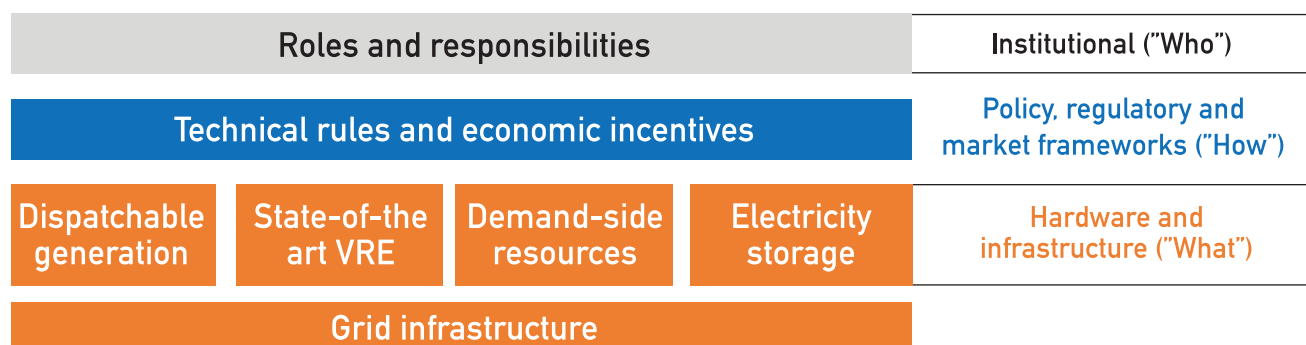 Roles and responsibilities
Institutional ("Who")
Technical rules and economic incentives
Policy, regulatory and
market frameworks ("How")
Dispatchable
generation
State-of-the
art VRE
Demand-side
resources
Electricity
storage
Hardware and
infrastructure ("What")
Grid infrastructure